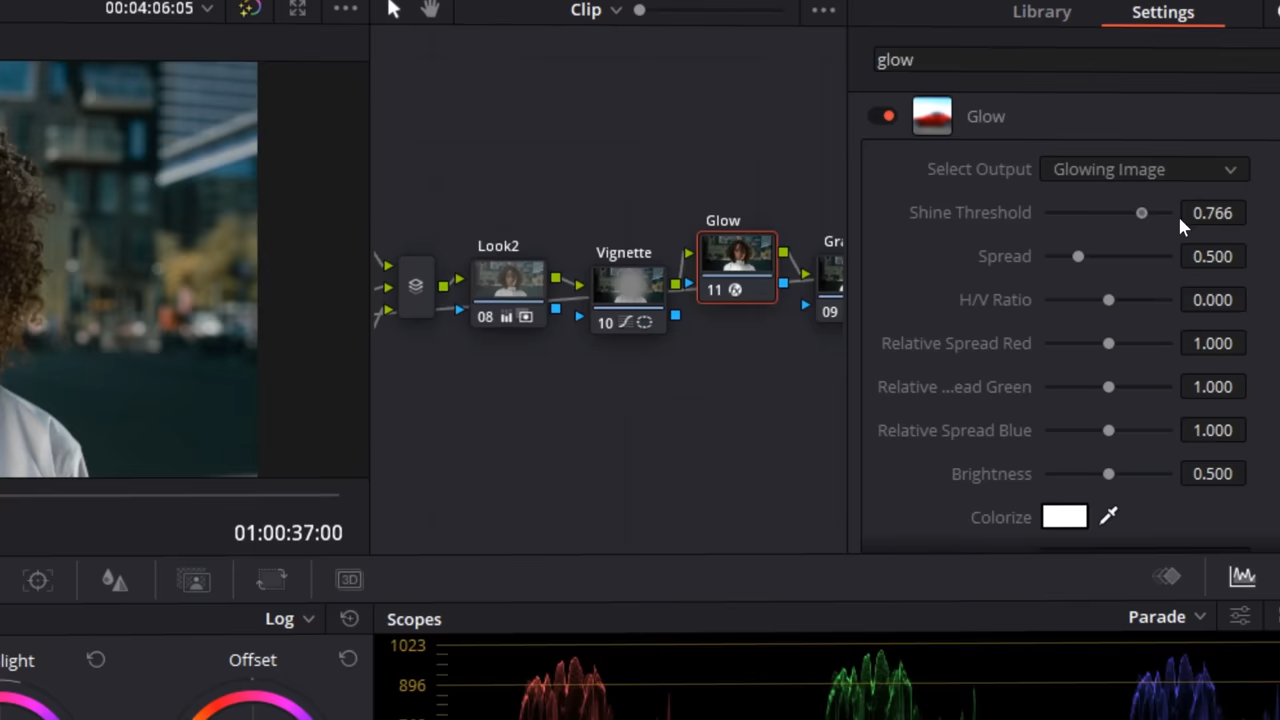 00:04:06:05
Clip
Library
Settings
glow
Glow
Select Output
Glowing Image
Shine Threshold
0.766
Spread
0.500
H/V Ratio
0.000
Relative Spread Red
1.000
Relative ...ead Green
1.000
Relative Spread Blue
1.000
Brightness
0.500
Colorize
Look2
08
Vignette
10
Glow
11
Gra
09
01:00:37:00
3D
Log
Scopes
Parade
light
Offset
1023
896